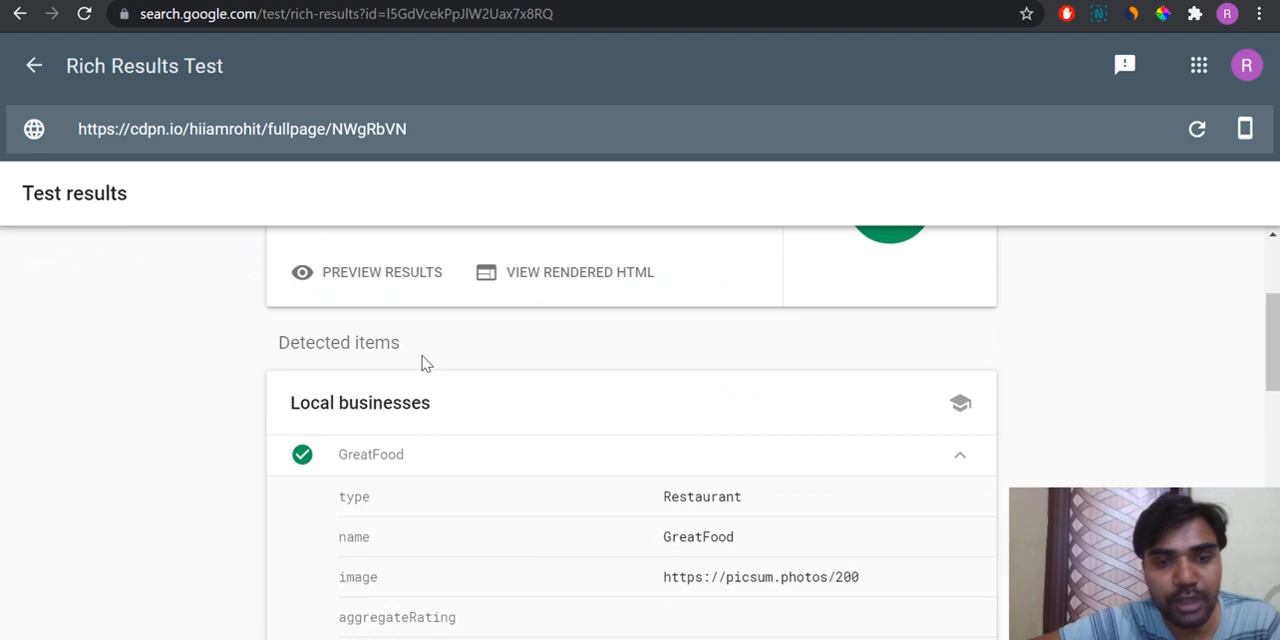 search.google.com/test/rich-results?id=l5GdVcekPpJlW2Uax7x8RQ
R
Rich Results Test
R
https://cdpn.io/hiiamrohit/fullpage/NWgRbVN
Test results
PREVIEW RESULTS VIEW RENDERED HTML
Detected items
Local businesses
GreatFood
type Restaurant
name GreatFood
image https://picsum.photos/200
aggregateRating